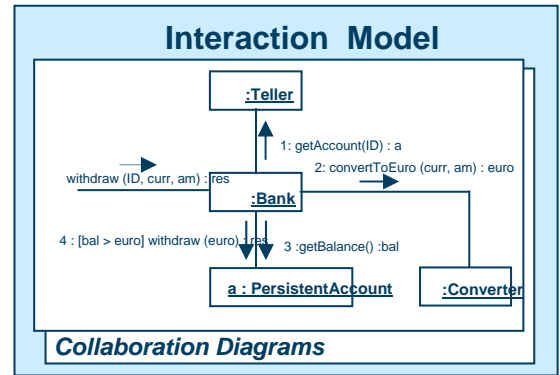 Interaction Model
:Teller
1: getAccount(ID) : a
2: convertToEuro (curr, am) : euro
withdraw (ID, curr, am) : res
:Bank
4 : [bal > euro] withdraw (euro) : res
3 :getBalance() :bal
a : PersistentAccount
:Converter
Collaboration Diagrams